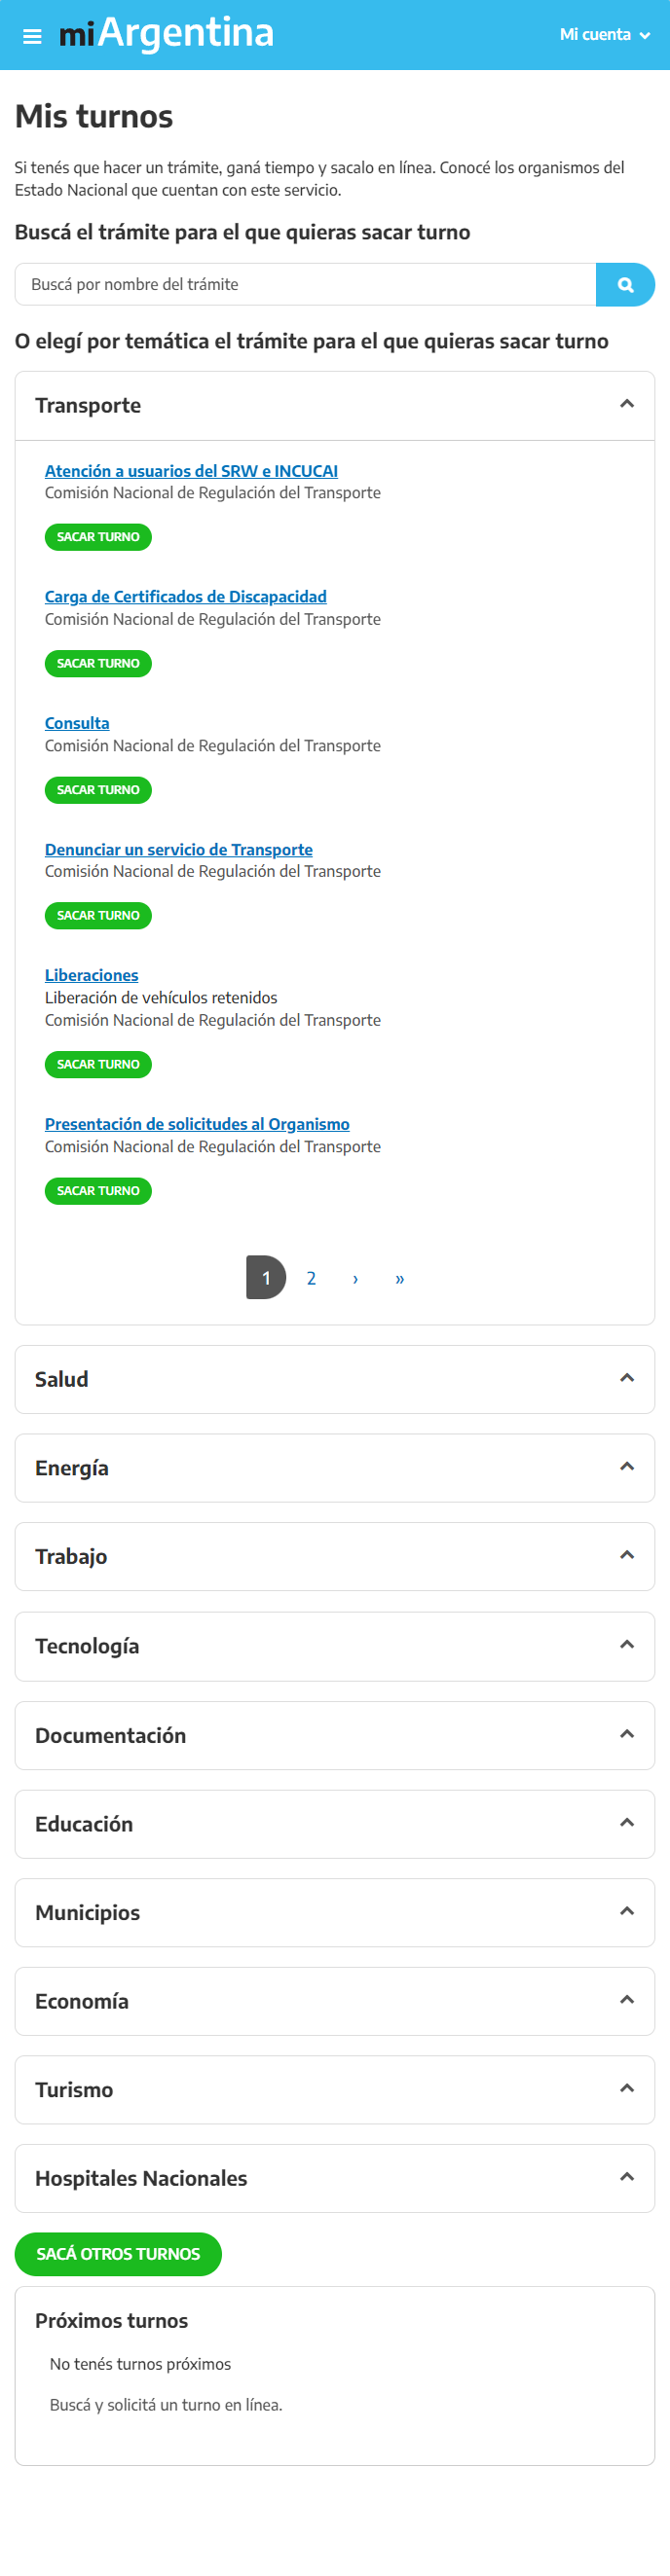 miArgentina
Mi cuenta
Mis turnos
Si tenés que hacer un trámite, ganá tiempo y sacalo en línea. Conocé los organismos del
Estado Nacional que cuentan con este servicio.
Buscá el trámite para el que quieras sacar turno
Buscá por nombre del trámite
O elegí por temática el trámite para el que quieras sacar turno
Transporte
Atención a usuarios del SRW e INCUCAI
Comisión Nacional de Regulación del Transporte
SACAR TURNO
Carga de Certificados de Discapacidad
Comisión Nacional de Regulación del Transporte
SACAR TURNO
Consulta
Comisión Nacional de Regulación del Transporte
SACAR TURNO
Denunciar un servicio de Transporte
Comisión Nacional de Regulación del Transporte
SACAR TURNO
Liberaciones
Liberación de vehículos retenidos
Comisión Nacional de Regulación del Transporte
SACAR TURNO
Presentación de solicitudes al Organismo
Comisión Nacional de Regulación del Transporte
SACAR TURNO
1 2 › »
Salud
Energía
Trabajo
Tecnología
Documentación
Educación
Municipios
Economía
Turismo
Hospitales Nacionales
SACÁ OTROS TURNOS
Próximos turnos
No tenés turnos próximos
Buscá y solicitá un turno en línea.